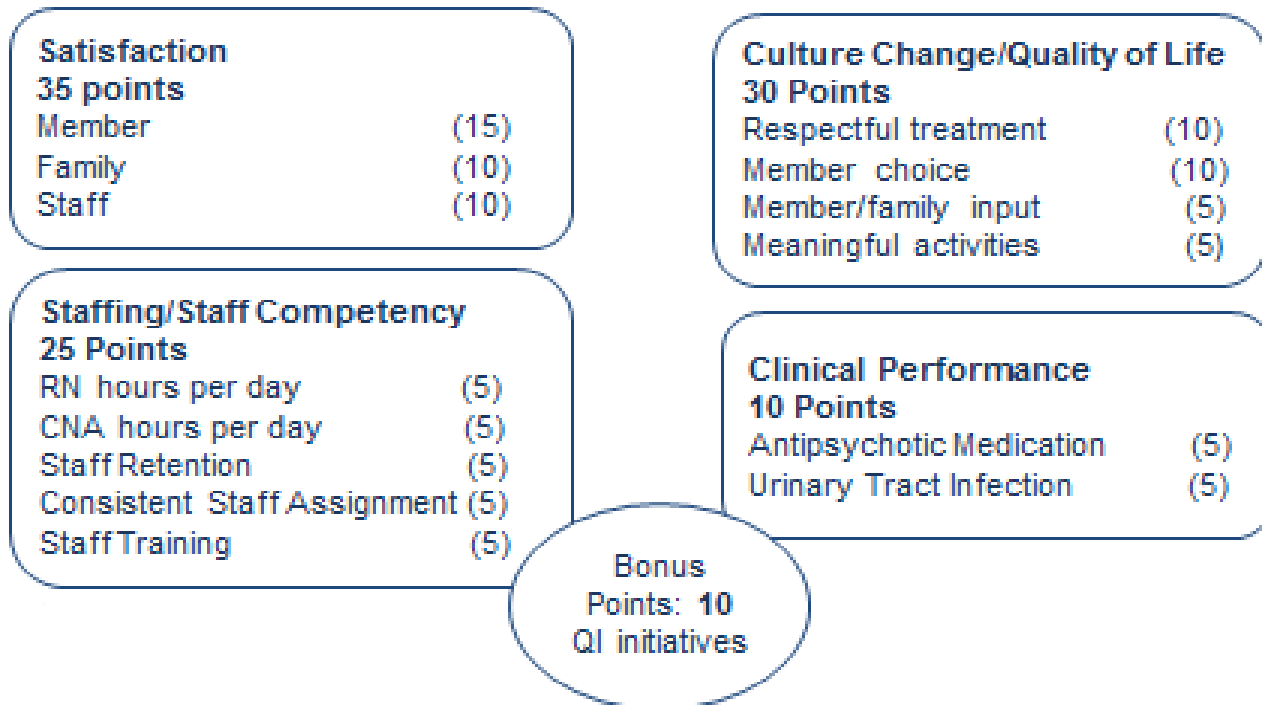 Satisfaction
35 points
Member (15)
Family (10)
Staff (10)
Culture Change/Quality of Life
30 Points
Respectful treatment (10)
Member choice (10)
Member/family input (5)
Meaningful activities (5)
Staffing/Staff Competency
25 Points
RN hours per day (5)
CNA hours per day (5)
Staff Retention (5)
Consistent Staff Assignment (5)
Staff Training (5)
Clinical Performance
10 Points
Antipsychotic Medication (5)
Urinary Tract Infection (5)
Bonus
Points: 10
QI initiatives